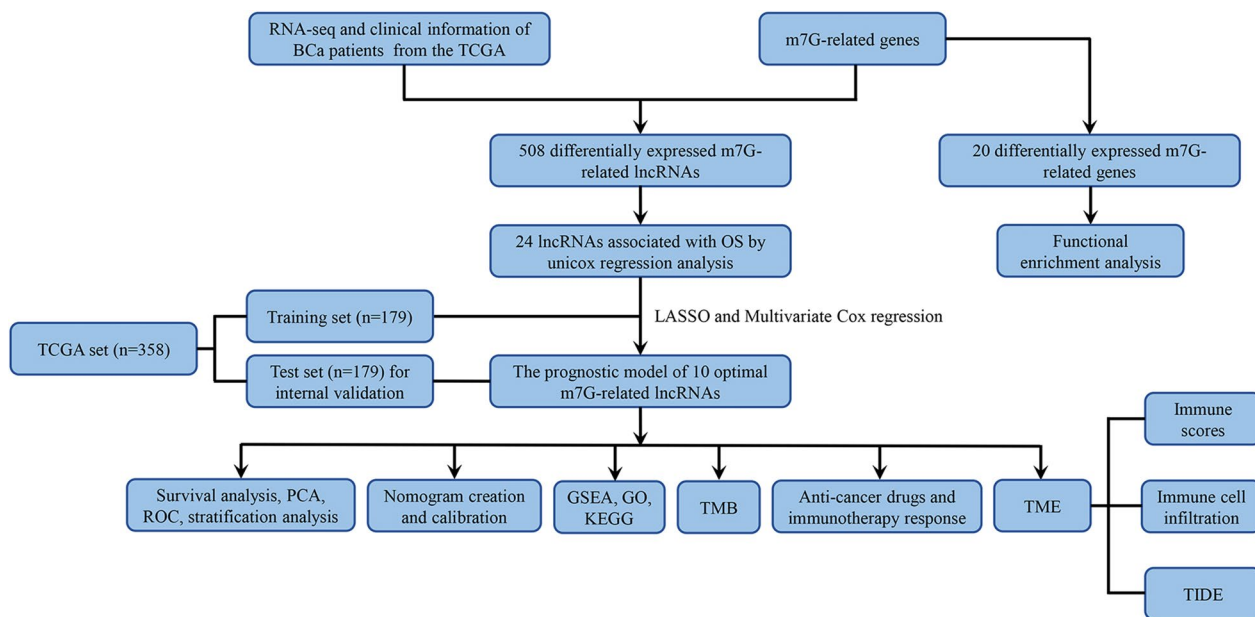 RNA-seq and clinical information of
BCa patients from the TCGA
m7G-related genes
508 differentially expressed m7G-
related lncRNAs
20 differentially expressed m7G-
related genes
24 lncRNAs associated with OS by
unicox regression analysis
Functional
enrichment analysis
Training set (n=179)
LASSO and Multivariate Cox regression
TCGA set (n=358)
Test set (n=179) for
internal validation
The prognostic model of 10 optimal
m7G-related lncRNAs
Immune
scores
Survival analysis, PCA,
ROC, stratification analysis
Nomogram creation
and calibration
GSEA, GO,
KEGG
TMB
Anti-cancer drugs and
immunotherapy response
TME
Immune cell
infiltration
TIDE